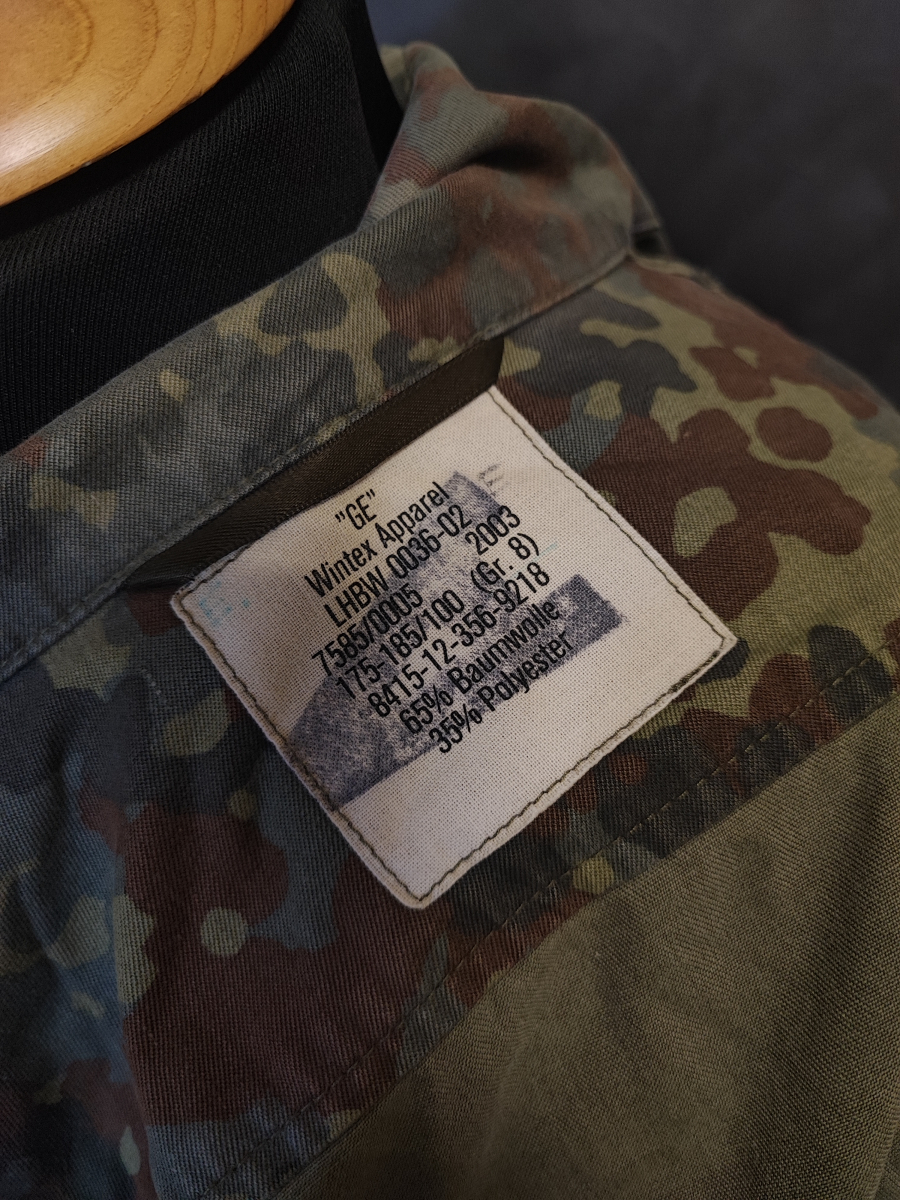 "GE"
Wintex Apparel
LHBW 0036-02
7585/0005 2003
175-185/100 (Gr. 8)
8415-12-356-9218
65% Baumwolle
35% Polyester